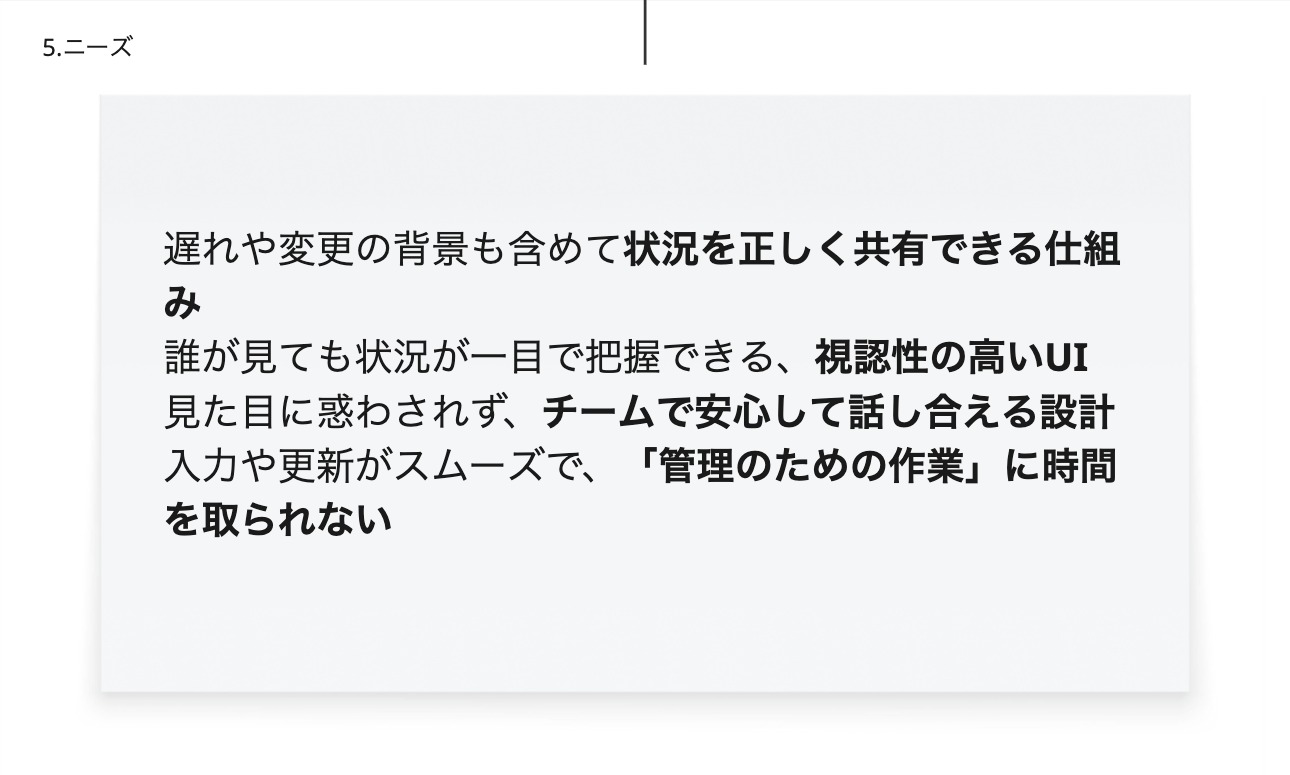 5.ニーズ
遅れや変更の背景も含めて状況を正しく共有できる仕組
み
誰が見ても状況が一目で把握できる、視認性の高いUI
見た目に惑わされず、チームで安心して話し合える設計
入力や更新がスムーズで、「管理のための作業」に時間
を取られない